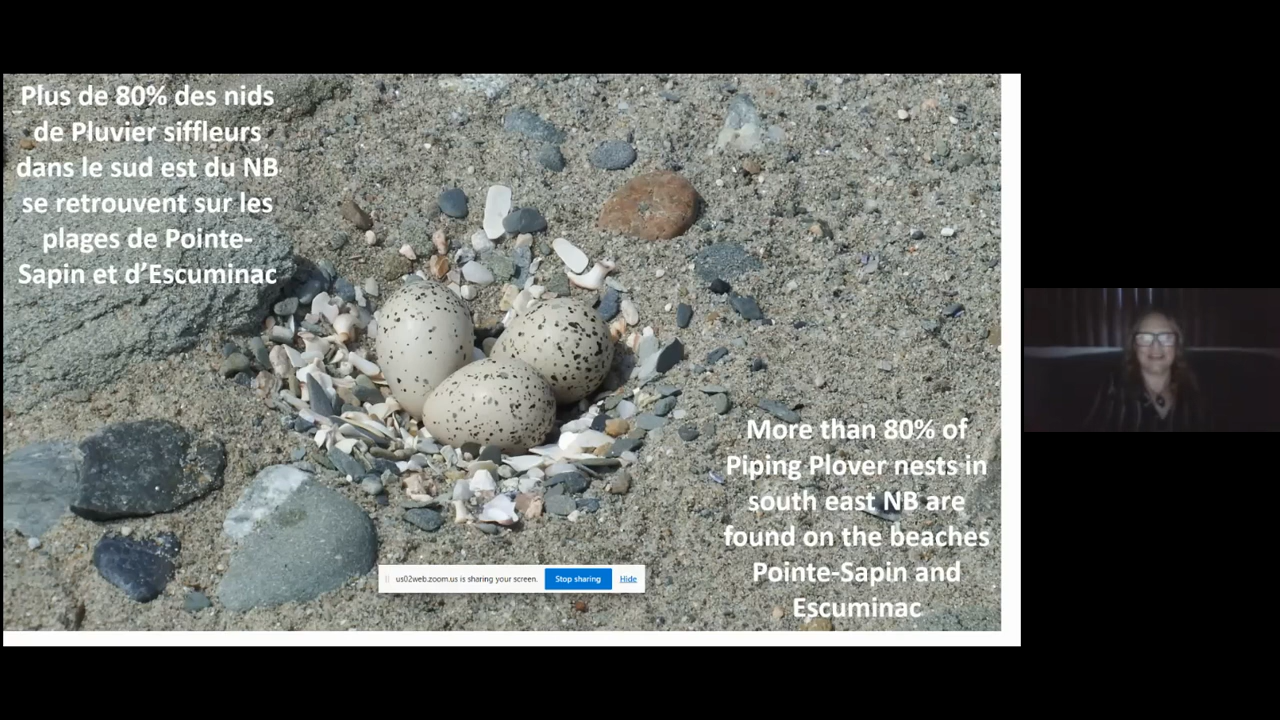 Plus de 80% des nids
de Pluvier siffleurs
dans le sud est du NB
se retrouvent sur les
plages de Pointe-
Sapin et d’Escuminac
More than 80% of
Piping Plover nests in
south east NB are
found on the beaches
Pointe-Sapin and
Escuminac
us02web.zoom.us is sharing your screen. Stop sharing Hide